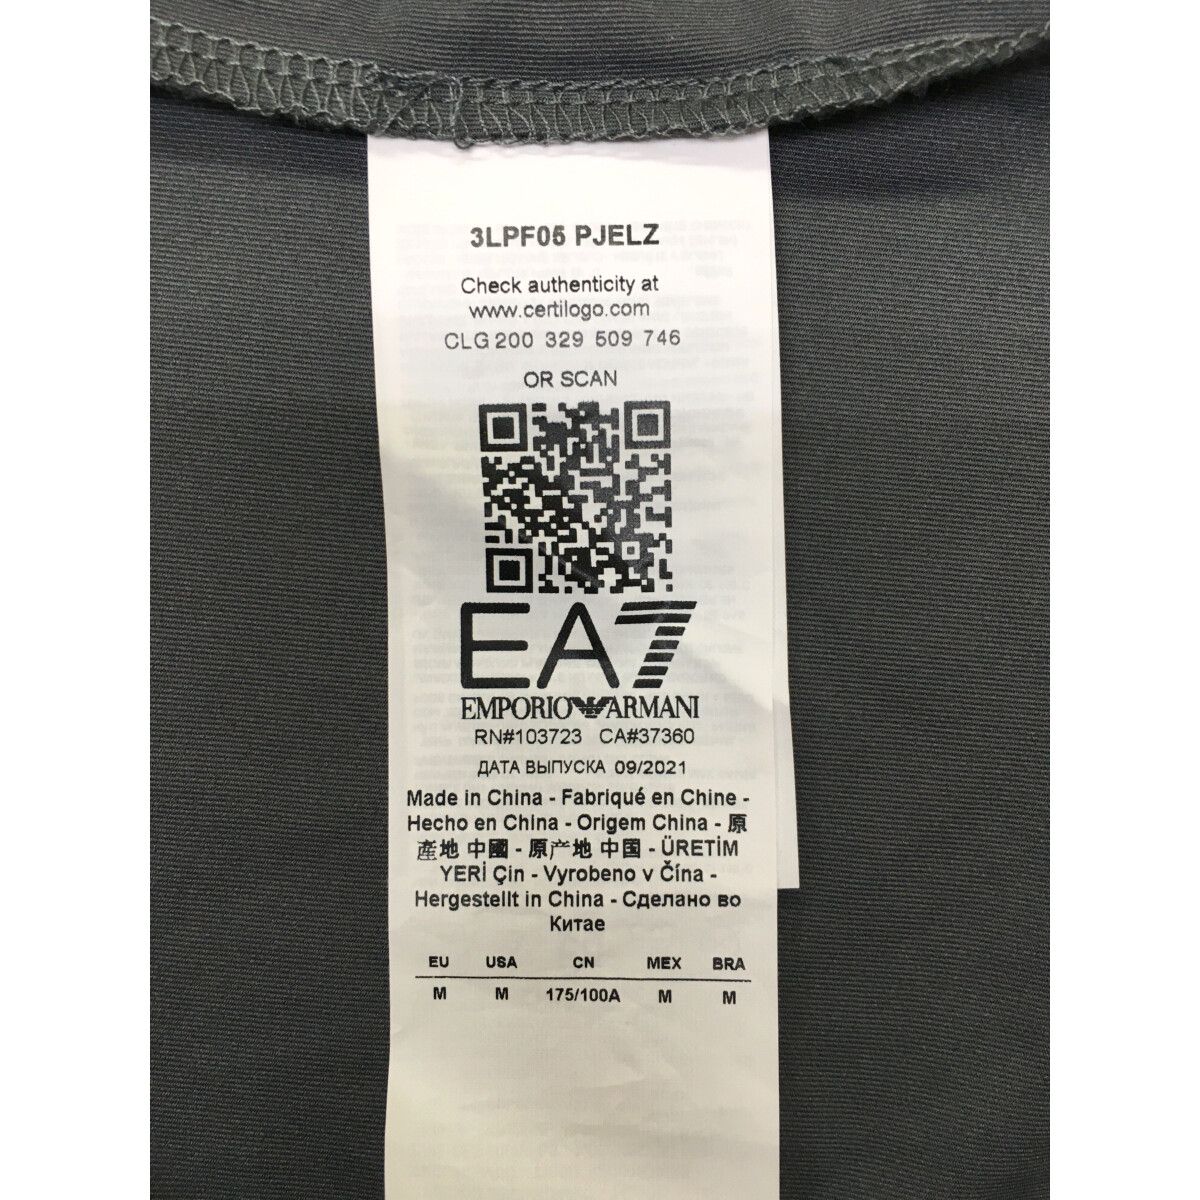 3LPF05 PJELZ
Check authenticity at
www.certilogo.com
CLG 200 329 509 746
OR SCAN
EA7
EMPORIO ARMANI
RN#103723 CA#37360
ДАТА ВЫПУСКА 09/2021
Made in China - Fabriqué en Chine -
Hecho en China - Origem China - 原
產地 中國 - 原产地 中国 - ÜRETİM
YERİ Çin - Vyrobeno v Čína -
Hergestellt in China - Сделано во
Китае
EU USA CN MEX BRA
M M 175/100A M M